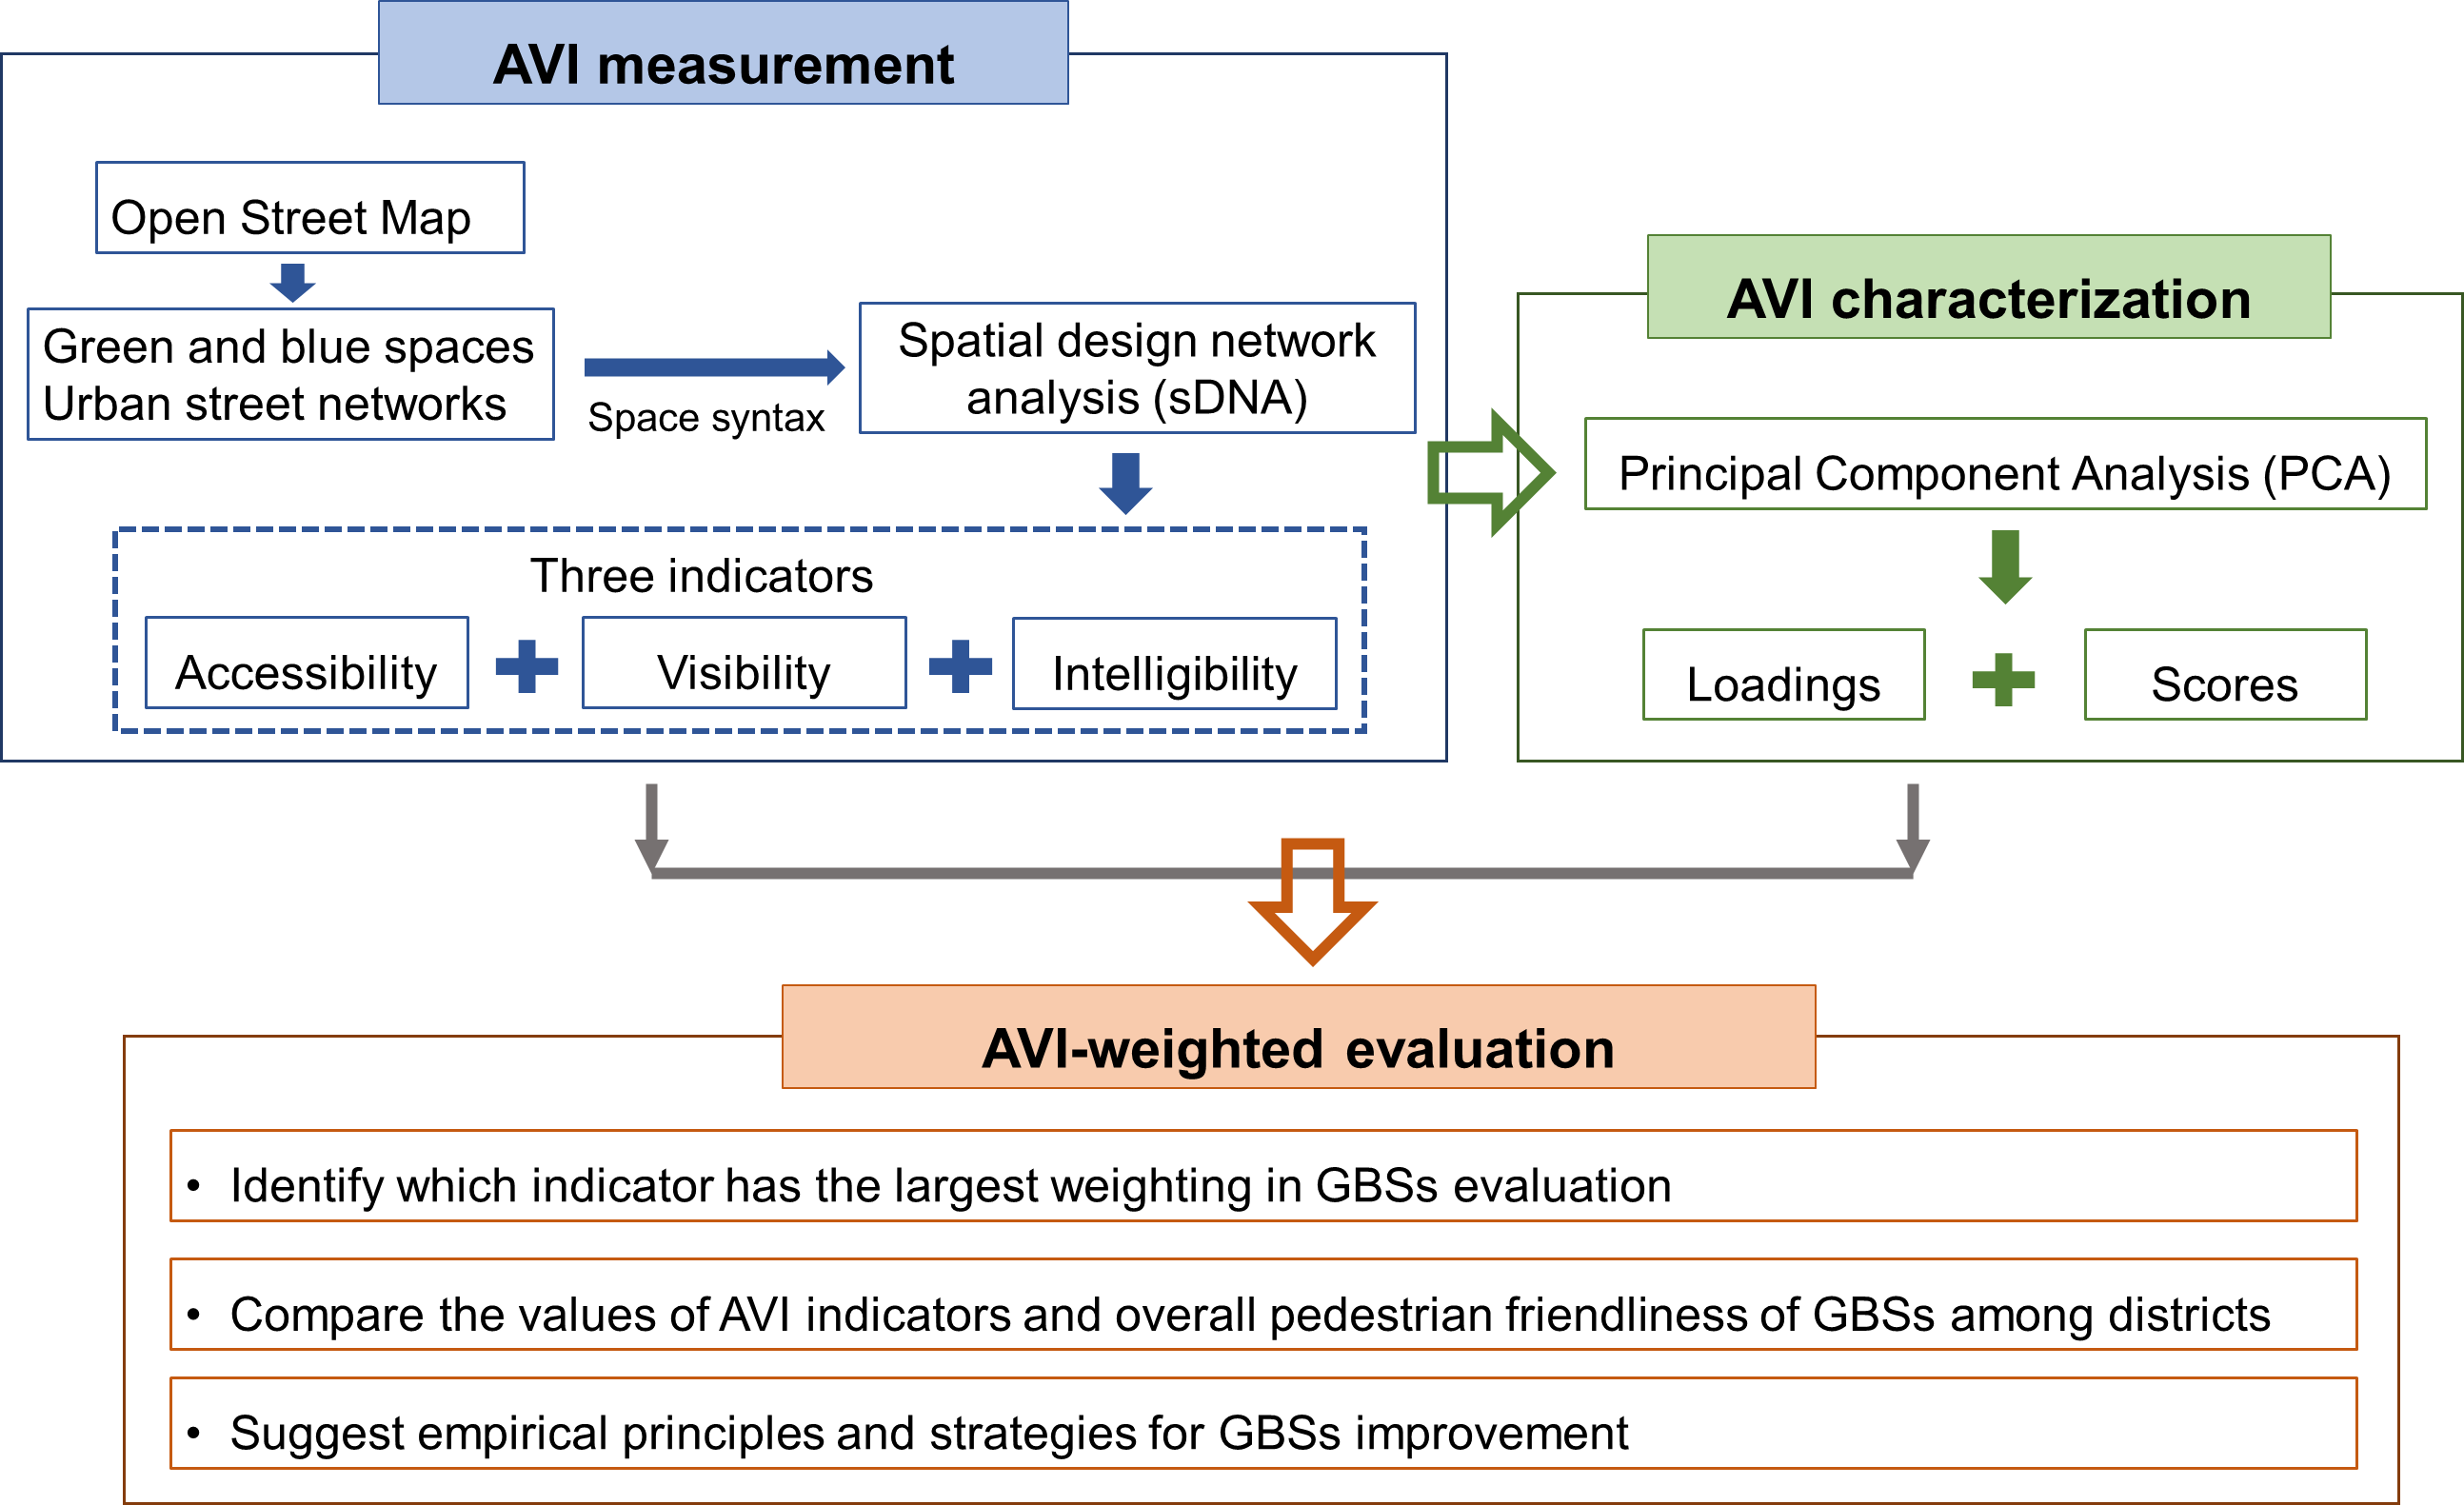 AVI measurement
Open Street Map
Green and blue spaces
Urban street networks
Space syntax
Spatial design network
analysis (sDNA)
Three indicators
Accessibility
Visibility
Intelligibility
AVI characterization
Principal Component Analysis (PCA)
Loadings
Scores
AVI-weighted evaluation
• Identify which indicator has the largest weighting in GBSs evaluation
• Compare the values of AVI indicators and overall pedestrian friendliness of GBSs among districts
• Suggest empirical principles and strategies for GBSs improvement